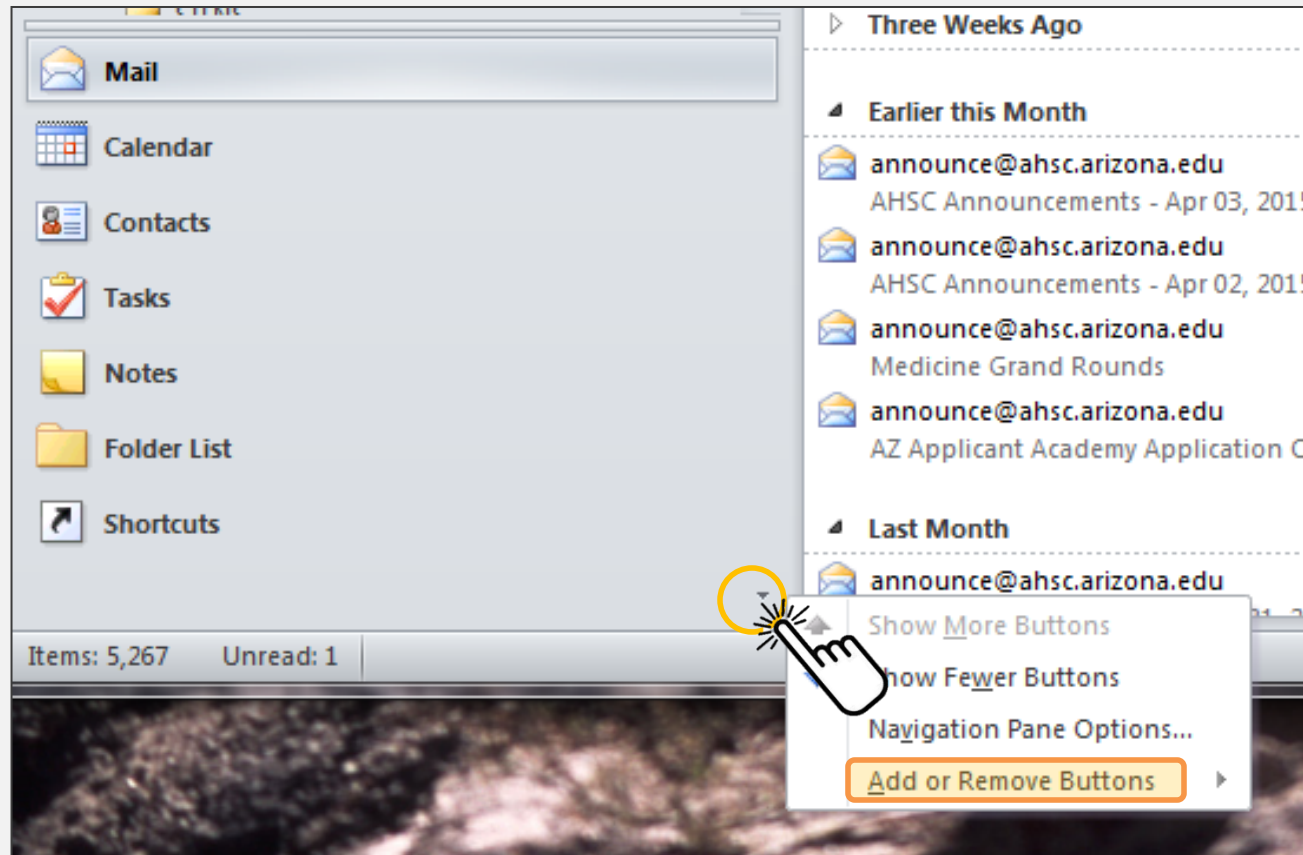 Mail
Calendar
Contacts
Tasks
Notes
Folder List
Shortcuts
Items: 5,267 Unread: 1
Three Weeks Ago
Earlier this Month
announce@ahsc.arizona.edu
AHSC Announcements - Apr 03, 2015
announce@ahsc.arizona.edu
AHSC Announcements - Apr 02, 2015
announce@ahsc.arizona.edu
Medicine Grand Rounds
announce@ahsc.arizona.edu
AZ Applicant Academy Application
Last Month
announce@ahsc.arizona.edu
Show More Buttons
Show Fewer Buttons
Navigation Pane Options...
Add or Remove Buttons